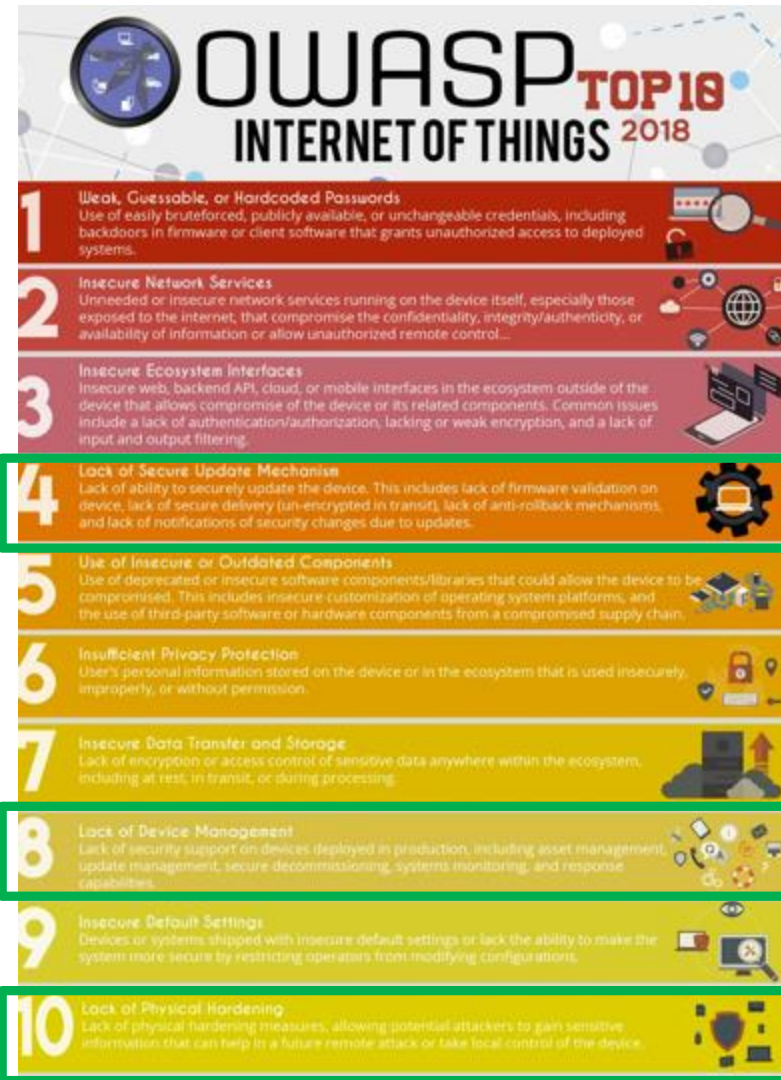 OWASP TOP 10
INTERNET OF THINGS 2018
1
Weak, Guessable, or Hardcoded Passwords
Use of easily bruteforced, publicly available, or unchangeable credentials, including
backdoors in firmware or client software that grants unauthorized access to deployed
systems.
2
Insecure Network Services
Unneeded or insecure network services running on the device itself, especially those
exposed to the internet, that compromise the confidentiality, integrity/authenticity, or
availability of information or allow unauthorized remote control...
3
Insecure Ecosystem Interfaces
Insecure web, backend API, cloud, or mobile interfaces in the ecosystem outside of the
device that allows compromise of the device or its related components. Common issues
include a lack of authentication/authorization, lacking or weak encryption, and a lack of
input and output filtering.
4
Lack of Secure Update Mechanism
Lack of ability to securely update the device. This includes lack of firmware validation on
device, lack of secure delivery (un-encrypted in transit), lack of anti-rollback mechanisms,
and lack of notifications of security changes due to updates.
5
Use of Insecure or Outdated Components
Use of deprecated or insecure software components/libraries that could allow the device to be
compromised. This includes insecure customization of operating system platforms, and
the use of third-party software or hardware components from a compromised supply chain.
6
Insufficient Privacy Protection
User's personal information stored on the device or in the ecosystem that is used insecurely,
improperly, or without permission.
7
Insecure Data Transfer and Storage
Lack of encryption or access control of sensitive data anywhere within the ecosystem,
including at rest, in transit, or during processing.
8
Lack of Device Management
Lack of security support on devices deployed in production, including asset management,
update management, secure decommissioning, systems monitoring, and response
capabilities.
9
Insecure Default Settings
Devices or systems shipped with insecure default settings or lack the ability to make the
system more secure by restricting operators from modifying configurations.
10
Lack of Physical Hardening
Lack of physical hardening measures, allowing potential attackers to gain sensitive
information that can help in a future remote attack or take local control of the device.